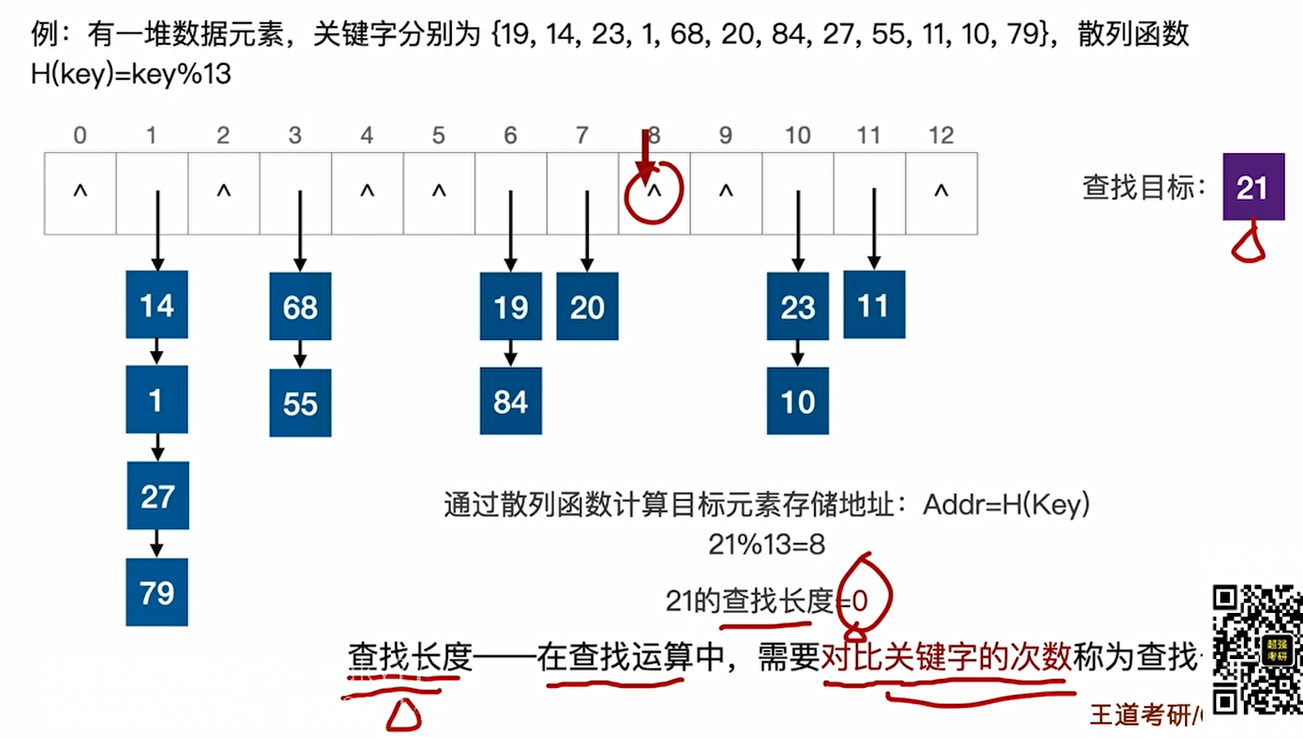 例：有一堆数据元素，关键字分别为 {19, 14, 23, 1, 68, 20, 84, 27, 55, 11, 10, 79}，散列函数
H(key)=key%13
0 1 2 3 4 5 6 7 8 9 10 11 12
^ ^ ^ ^ ^ ^ ^
查找目标： 21
14 68 19 20 23 11
1 55 84 10
27
79
通过散列函数计算目标元素存储地址：Addr=H(Key)
21%13=8
21的查找长度=0
查找长度——在查找运算中，需要对比关键字的次数称为查找
超强
考研
王道考研/